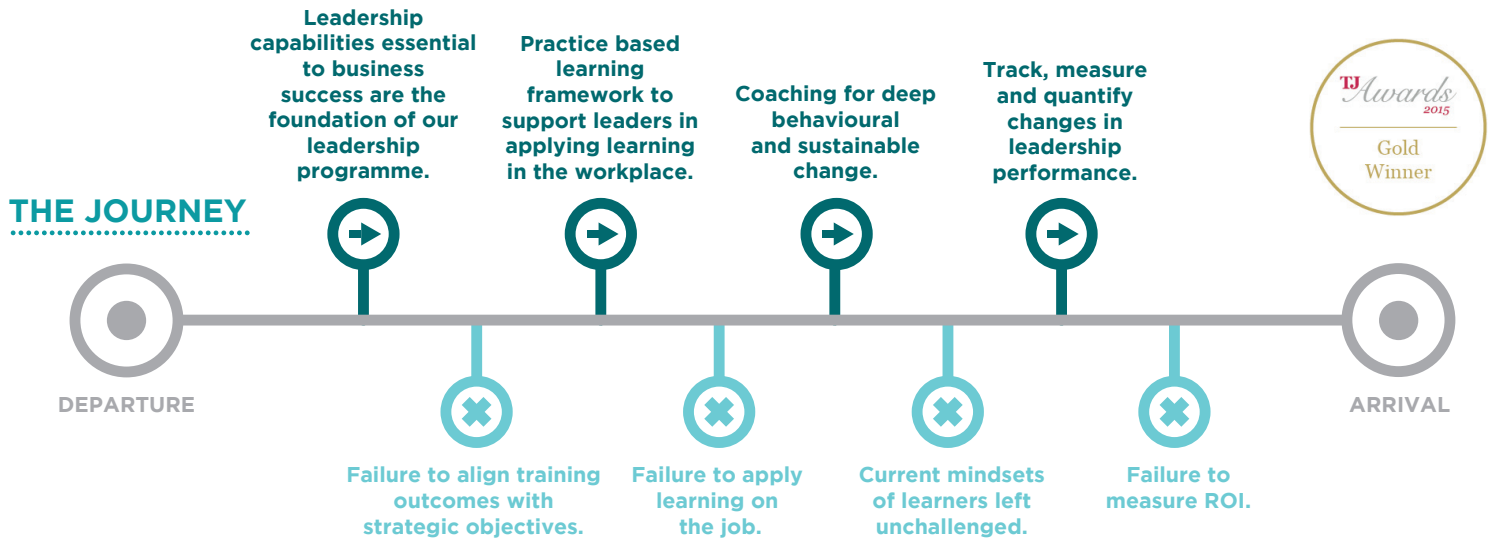 Leadership
capabilities essential
to business
success are the
foundation of our
leadership
programme.
Practice based
learning
framework to
support leaders in
applying learning
in the workplace.
Coaching for deep
behavioural
and sustainable
change.
Track, measure
and quantify
changes in
leadership
performance.
TJ
Awards
2015
Gold
Winner
THE JOURNEY
DEPARTURE
ARRIVAL
Failure to align training
outcomes with
strategic objectives.
Failure to apply
learning on
the job.
Current mindsets
of learners left
unchallenged.
Failure to
measure ROI.